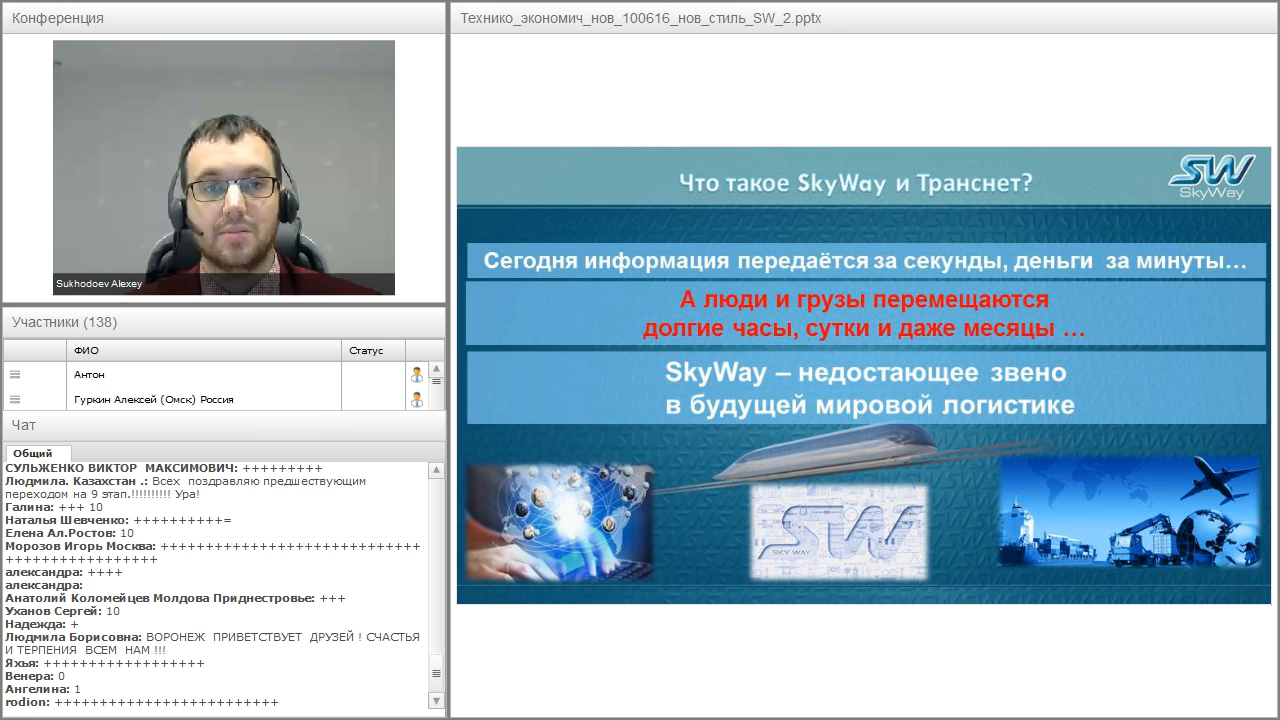 Конференция
Sukhodoev Alexey
Участники (138)
ФИО
Статус
Антон
Гуркин Алексей (Омск) Россия
Чат
Общий
СУЛЬЖЕНКО ВИКТОР МАКСИМОВИЧ: +++++++++
Людмила. Казахстан .: Всех поздравляю предшествующим
переходом на 9 этап.!!!!!!!!!! Ура!
Галина: +++ 10
Наталья Шевченко: ++++++++++=
Елена Ал.Ростов: 10
Морозов Игорь Москва: +++++++++++++++++++++++++++++
+++++++++++++++++
александра: ++++
александра:
Анатолий Коломейцев Молдова Приднестровье: +++
Уханов Сергей: 10
Надежда: +
Людмила Борисовна: ВОРОНЕЖ ПРИВЕТСТВУЕТ ДРУЗЕЙ ! СЧАСТЬЯ
И ТЕРПЕНИЯ ВСЕМ НАМ !!!
Яхья: ++++++++++++++++++
Венера: 0
Ангелина: 1
rodion: +++++++++++++++++++++++++
Технико_экономич_нов_100616_нов_стиль_SW_2.pptx
Что такое SkyWay и Транснет?
SW
SkyWay
Сегодня информация передаётся за секунды, деньги за минуты...
А люди и грузы перемещаются
долгие часы, сутки и даже месяцы ...
SkyWay – недостающее звено
в будущей мировой логистике
SW
SKY WAY